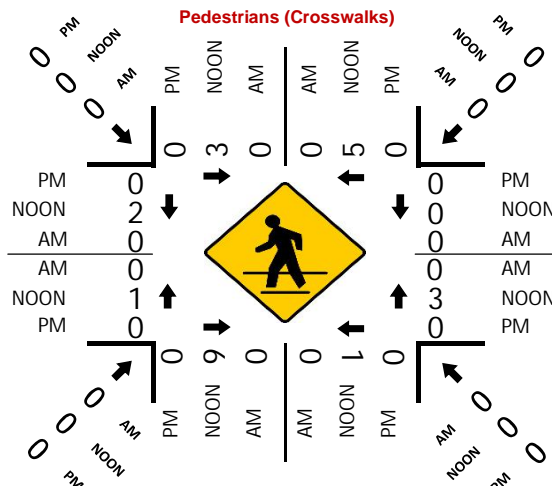 Pedestrians (Crosswalks)
PM NOON AM
0 0 0
PM NOON AM
0 3 0
AM NOON PM
0 5 0
PM NOON AM
0 0 0
PM 0
NOON 2
AM 0
AM 0
NOON 1
PM 0
0 PM
0 NOON
0 AM
0 AM
3 NOON
0 PM
0 6 0
PM NOON AM
0 1 0
AM NOON PM
0 0 0
AM NOON PM
0 0 0
AM NOON PM